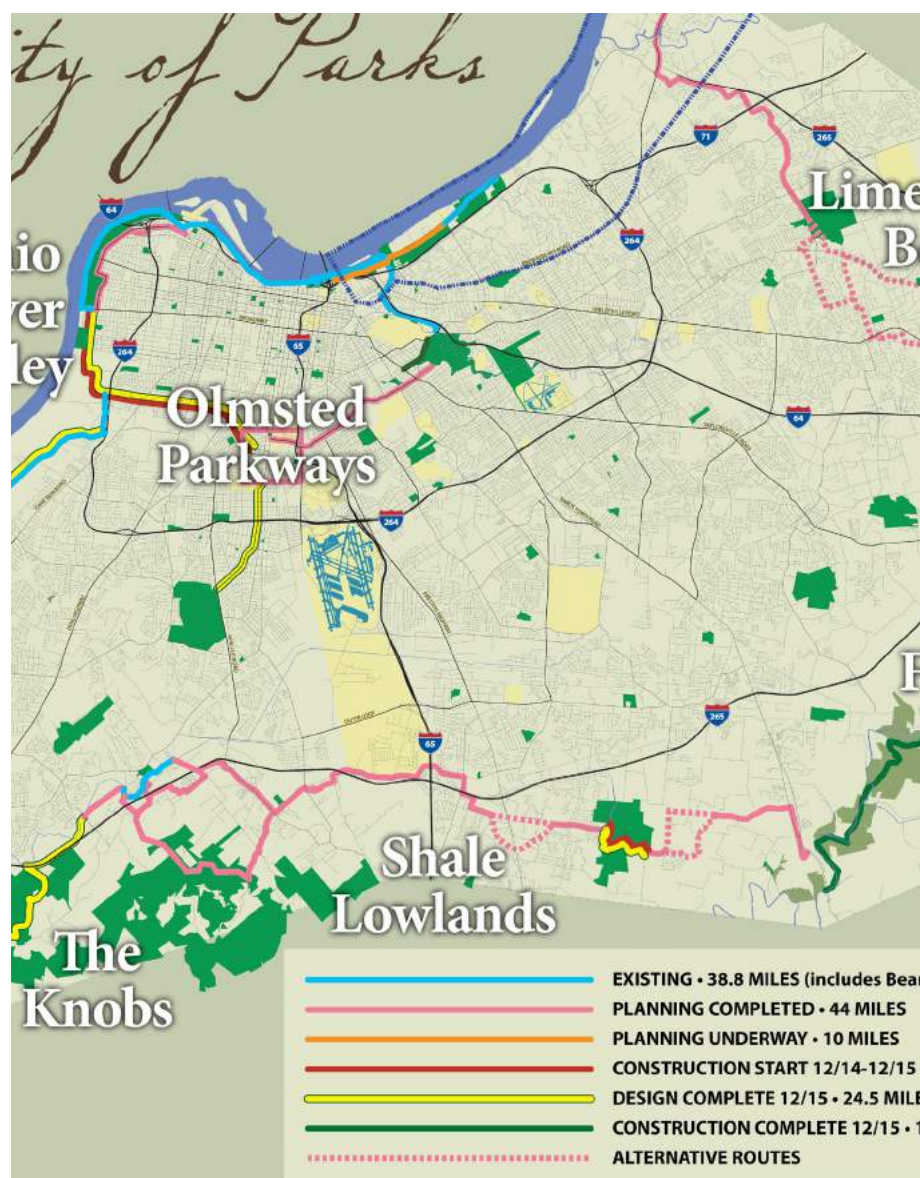 ity of Parks
71
265
64
Lime
B
264
io
ver
ley
264
65
Olmsted
Parkways
64
264
265
65
Shale
Lowlands
The
Knobs
EXISTING • 38.8 MILES (includes Bear
PLANNING COMPLETED • 44 MILES
PLANNING UNDERWAY • 10 MILES
CONSTRUCTION START 12/14-12/15
DESIGN COMPLETE 12/15 • 24.5 MILE
CONSTRUCTION COMPLETE 12/15 • 1
ALTERNATIVE ROUTES